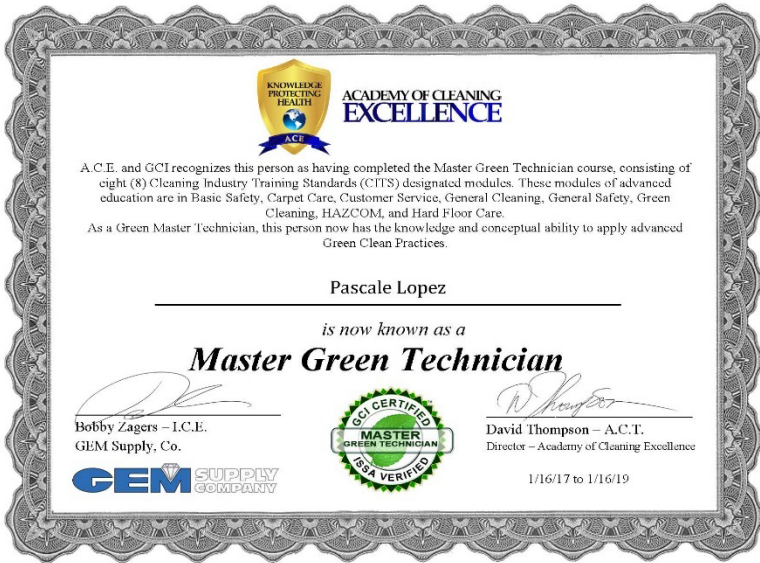 KNOWLEDGE
PROTECTING
HEALTH
ACE
ACADEMY OF CLEANING
EXCELLENCE
A.C.E. and GCI recognizes this person as having completed the Master Green Technician course, consisting of
eight (8) Cleaning Industry Training Standards (CITS) designated modules. These modules of advanced
education are in Basic Safety, Carpet Care, Customer Service, General Cleaning, General Safety, Green
Cleaning, HAZCOM, and Hard Floor Care.
As a Green Master Technician, this person now has the knowledge and conceptual ability to apply advanced
Green Clean Practices.
Pascale Lopez
is now known as a
Master Green Technician
Bobby Zagers – I.C.E.
GEM Supply, Co.
GEM SUPPLY
COMPANY
GCI CERTIFIED
MASTER
GREEN TECHNICIAN
ISSA VERIFIED
D Thompson
David Thompson – A.C.T.
Director – Academy of Cleaning Excellence
1/16/17 to 1/16/19